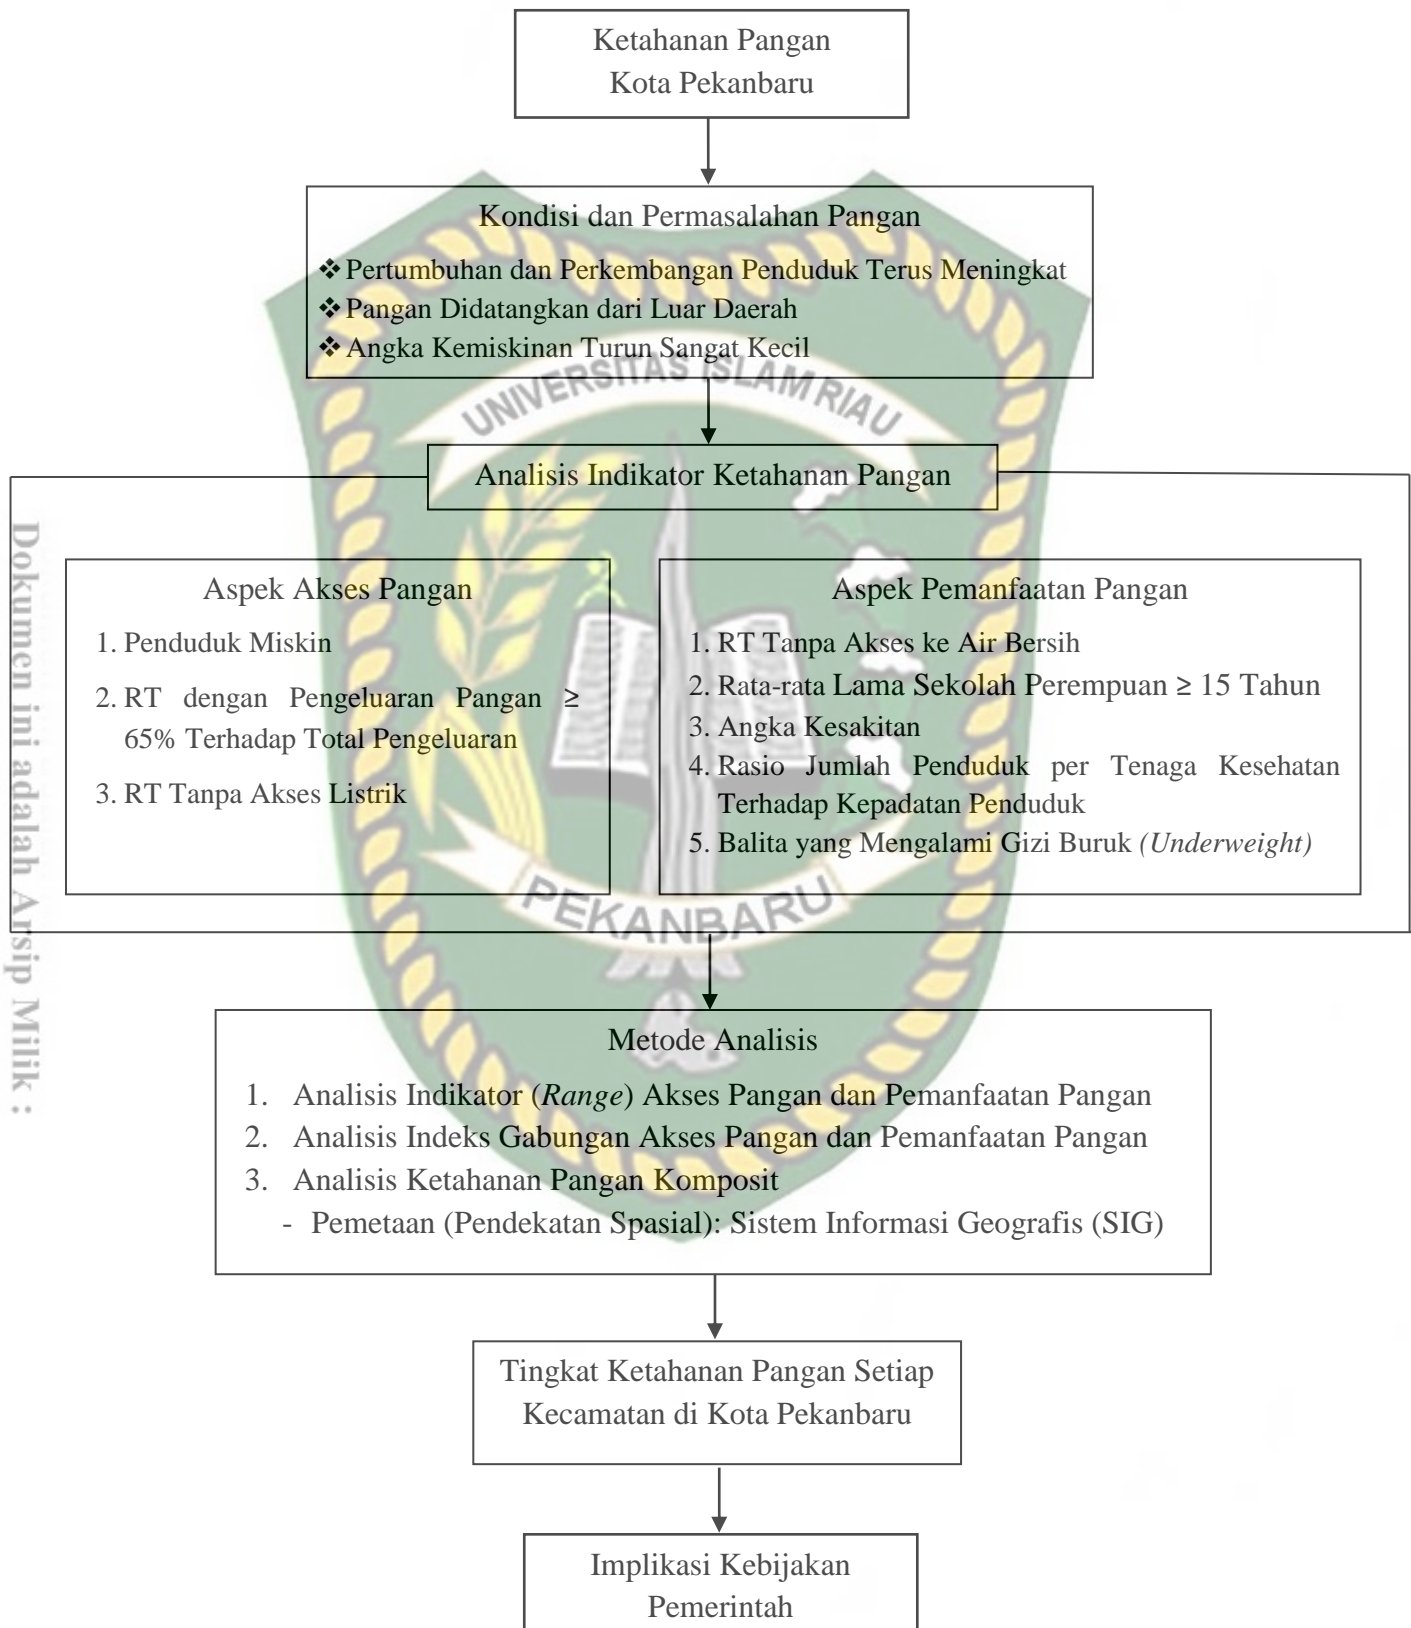 Ketahanan Pangan
Kota Pekanbaru
Kondisi dan Permasalahan Pangan
❖ Pertumbuhan dan Perkembangan Penduduk Terus Meningkat
❖ Pangan Didatangkan dari Luar Daerah
❖ Angka Kemiskinan Turun Sangat Kecil
UNIVERSITAS ISLAM RIAU
Analisis Indikator Ketahanan Pangan
Aspek Akses Pangan
1. Penduduk Miskin
2. RT dengan Pengeluaran Pangan ≥
65% Terhadap Total Pengeluaran
3. RT Tanpa Akses Listrik
Aspek Pemanfaatan Pangan
1. RT Tanpa Akses ke Air Bersih
2. Rata-rata Lama Sekolah Perempuan ≥ 15 Tahun
3. Angka Kesakitan
4. Rasio Jumlah Penduduk per Tenaga Kesehatan
Terhadap Kepadatan Penduduk
5. Balita yang Mengalami Gizi Buruk (Underweight)
PEKANBARU
Dokumen ini adalah Arsip Milik :
Metode Analisis
1. Analisis Indikator (Range) Akses Pangan dan Pemanfaatan Pangan
2. Analisis Indeks Gabungan Akses Pangan dan Pemanfaatan Pangan
3. Analisis Ketahanan Pangan Komposit
- Pemetaan (Pendekatan Spasial): Sistem Informasi Geografis (SIG)
Tingkat Ketahanan Pangan Setiap
Kecamatan di Kota Pekanbaru
Implikasi Kebijakan
Pemerintah